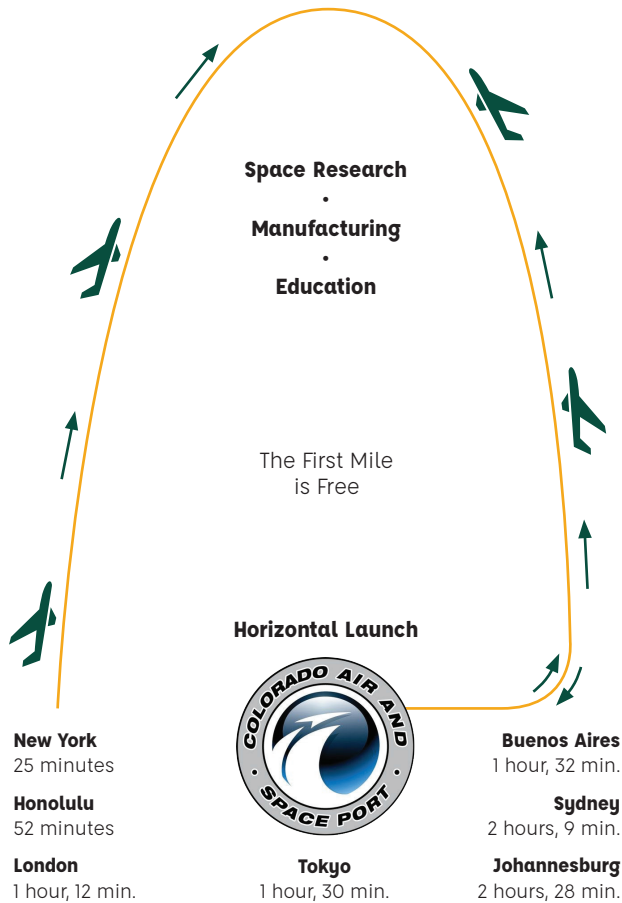 Space Research
•
Manufacturing
•
Education
The First Mile
is Free
Horizontal Launch
COLORADO AIR AND
• SPACE PORT •
New York
25 minutes
Honolulu
52 minutes
London
1 hour, 12 min.
Tokyo
1 hour, 30 min.
Buenos Aires
1 hour, 32 min.
Sydney
2 hours, 9 min.
Johannesburg
2 hours, 28 min.